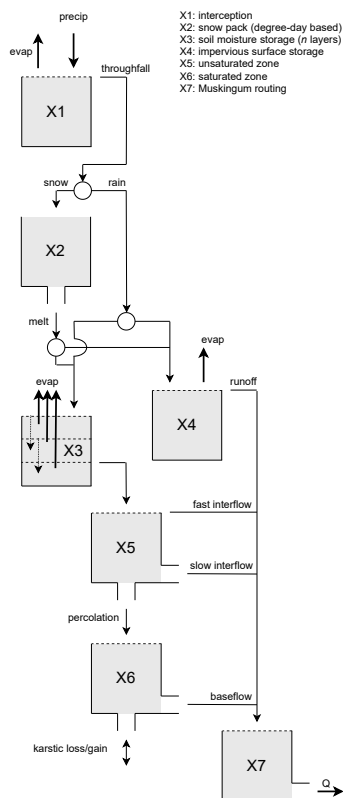 precip
evap
X1: interception
X2: snow pack (degree-day based)
X3: soil moisture storage (n layers)
X4: impervious surface storage
X5: unsaturated zone
X6: saturated zone
X7: Muskingum routing
throughfall
X1
snow
rain
X2
melt
evap
evap
runoff
X3
X4
fast interflow
X5
slow interflow
percolation
X6
baseflow
karstic loss/gain
X7
Q